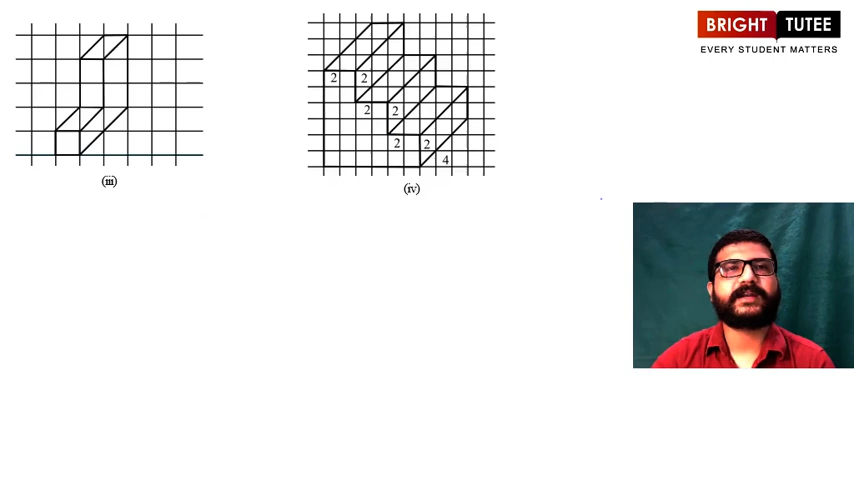 BRIGHT TUTEE
EVERY STUDENT MATTERS
2 2
2 2
2 2
4
(iii) (iv)